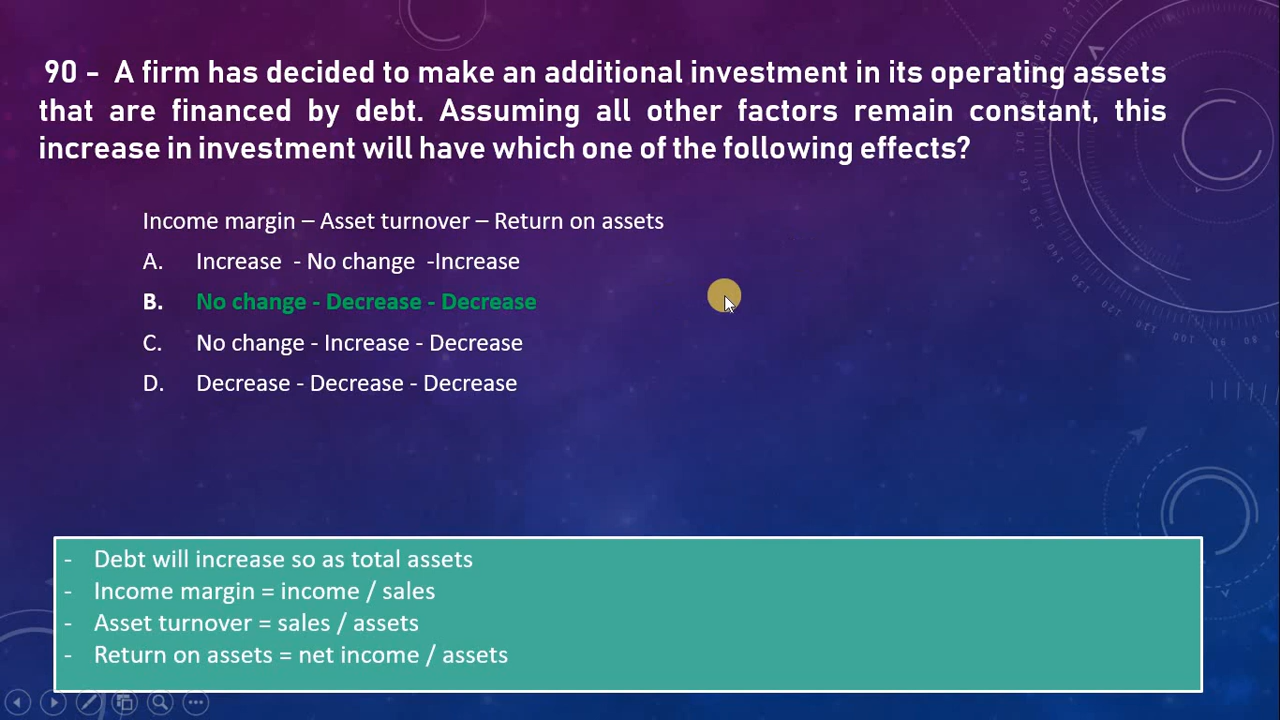 90 - A firm has decided to make an additional investment in its operating assets
that are financed by debt. Assuming all other factors remain constant, this
increase in investment will have which one of the following effects?
Income margin – Asset turnover – Return on assets
A. Increase - No change -Increase
B. No change - Decrease - Decrease
C. No change - Increase - Decrease
D. Decrease - Decrease - Decrease
- Debt will increase so as total assets
- Income margin = income / sales
- Asset turnover = sales / assets
- Return on assets = net income / assets